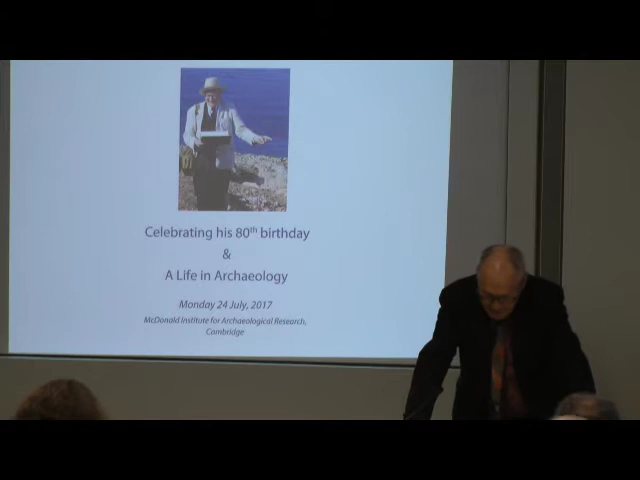 Celebrating his 80th birthday
&
A Life in Archaeology
Monday 24 July, 2017
McDonald Institute for Archaeological Research,
Cambridge